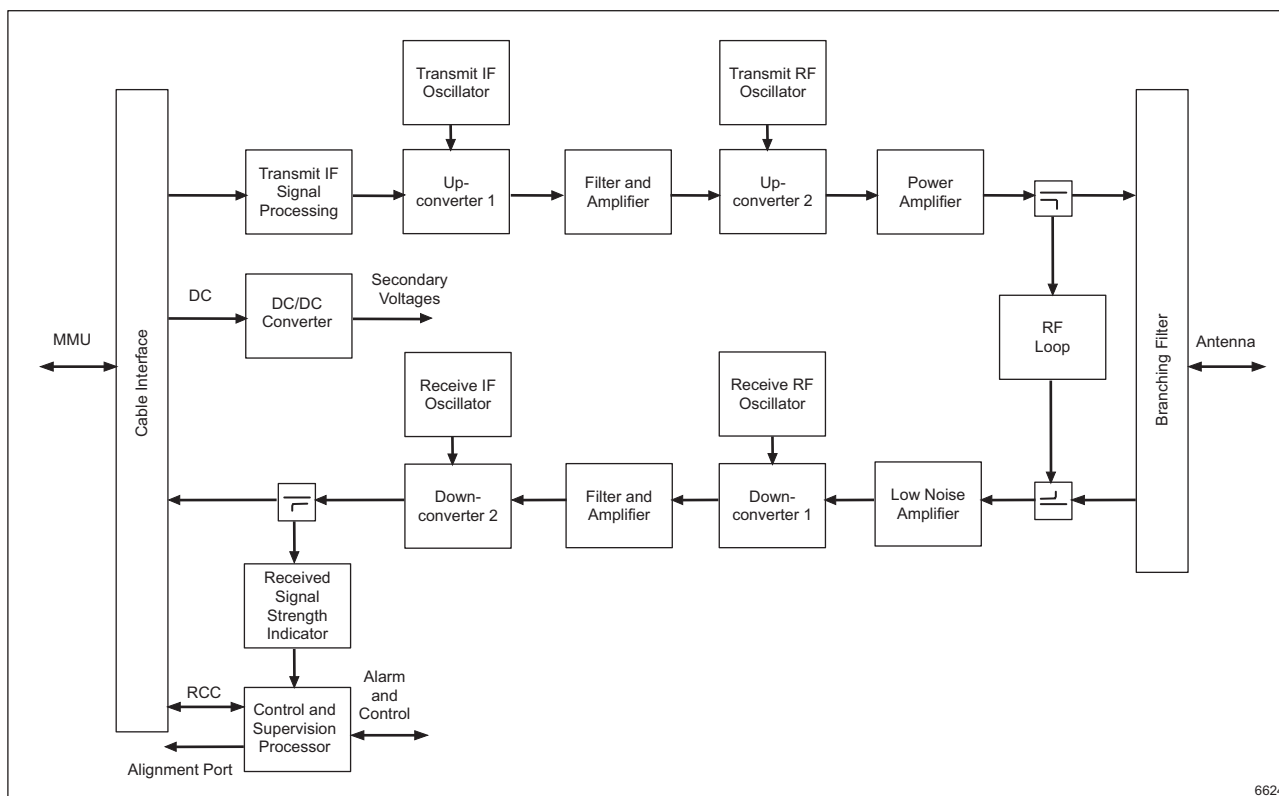 Transmit IF
Oscillator
Transmit RF
Oscillator
Transmit IF
Signal
Processing
Up-
converter 1
Filter and
Amplifier
Up-
converter 2
Power
Amplifier
DC
DC/DC
Converter
Secondary
Voltages
RF
Loop
MMU
Cable Interface
Branching Filter
Antenna
Receive IF
Oscillator
Receive RF
Oscillator
Down-
converter 2
Filter and
Amplifier
Down-
converter 1
Low Noise
Amplifier
Received
Signal
Strength
Indicator
RCC
Control and
Supervision
Processor
Alarm
and
Control
Alignment Port
6624